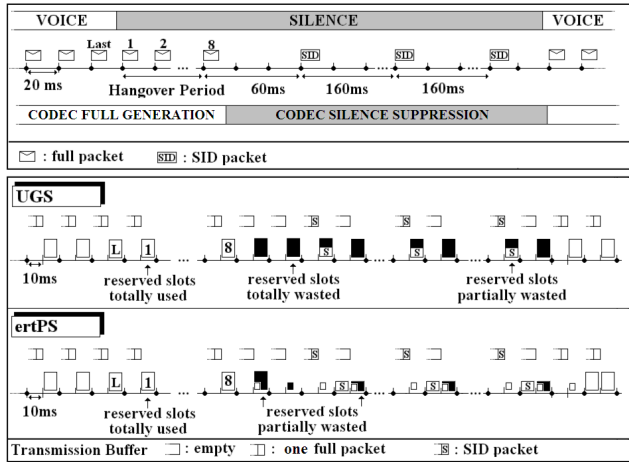 VOICE SILENCE VOICE
Last 1 2 8 SID SID SID
20 ms Hangover Period 60ms 160ms 160ms
CODEC FULL GENERATION CODEC SILENCE SUPPRESSION
: full packet SID : SID packet
UGS
S S S
L 1 8 S S S
10ms reserved slots totally used reserved slots totally wasted reserved slots partially wasted
ertPS
S S S
L 1 8 S S S
10ms reserved slots totally used reserved slots partially wasted
Transmission Buffer : empty : one full packet S : SID packet